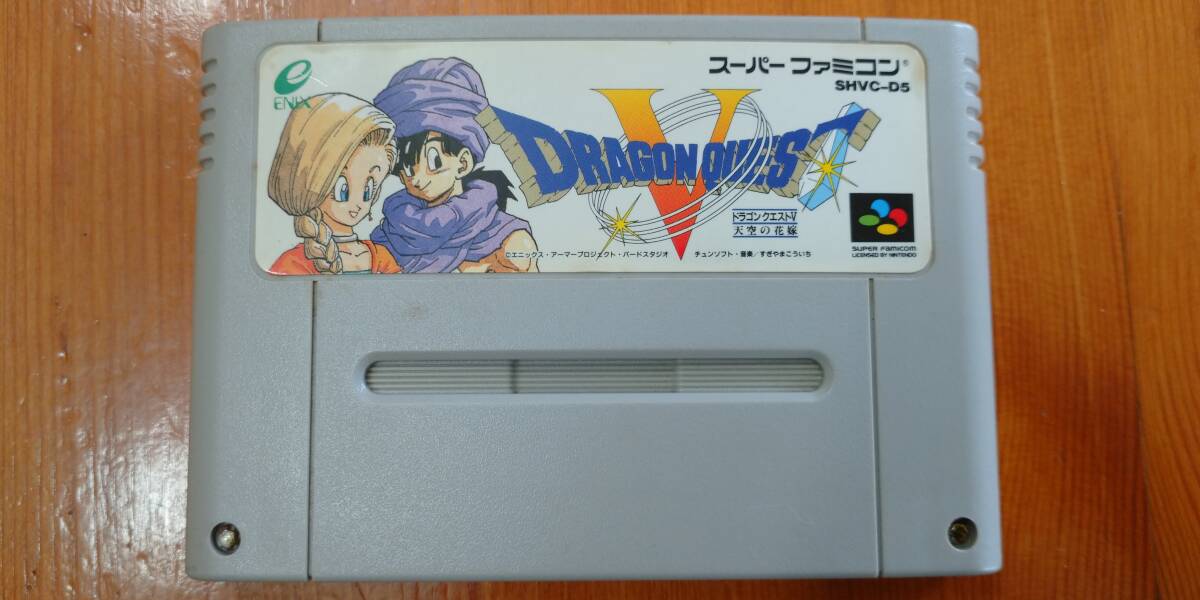 ENIX
スーパーファミコン®
SHVC-D5
DRAGON QUEST
V
ドラゴンクエストV
天空の花嫁
©エニックス・アーマープロジェクト・バードスタジオ チュンソフト・音楽/すぎやまこういち
SUPER FAMICOM
LICENSED BY NINTENDO